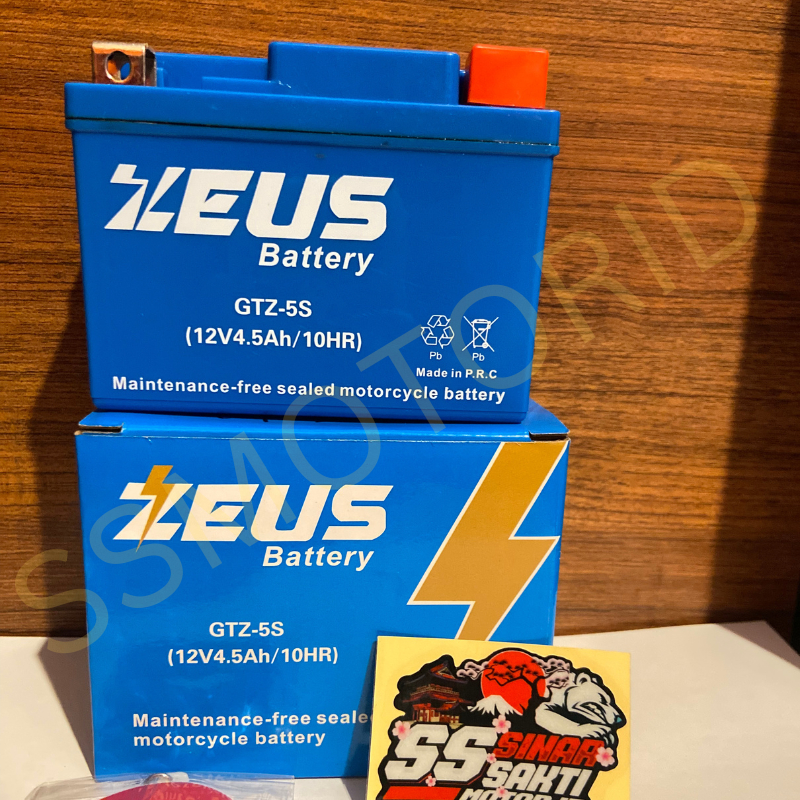 ZEUS
Battery
GTZ-5S
(12V4.5Ah/10HR)
Pb Pb
Made in P.R.C
Maintenance-free sealed motorcycle battery
ZEUS
Battery
GTZ-5S
(12V4.5Ah/10HR)
Maintenance-free seale
motorcycle battery
SSMOTORID
SS SINAR
SAKTI
MOTOR